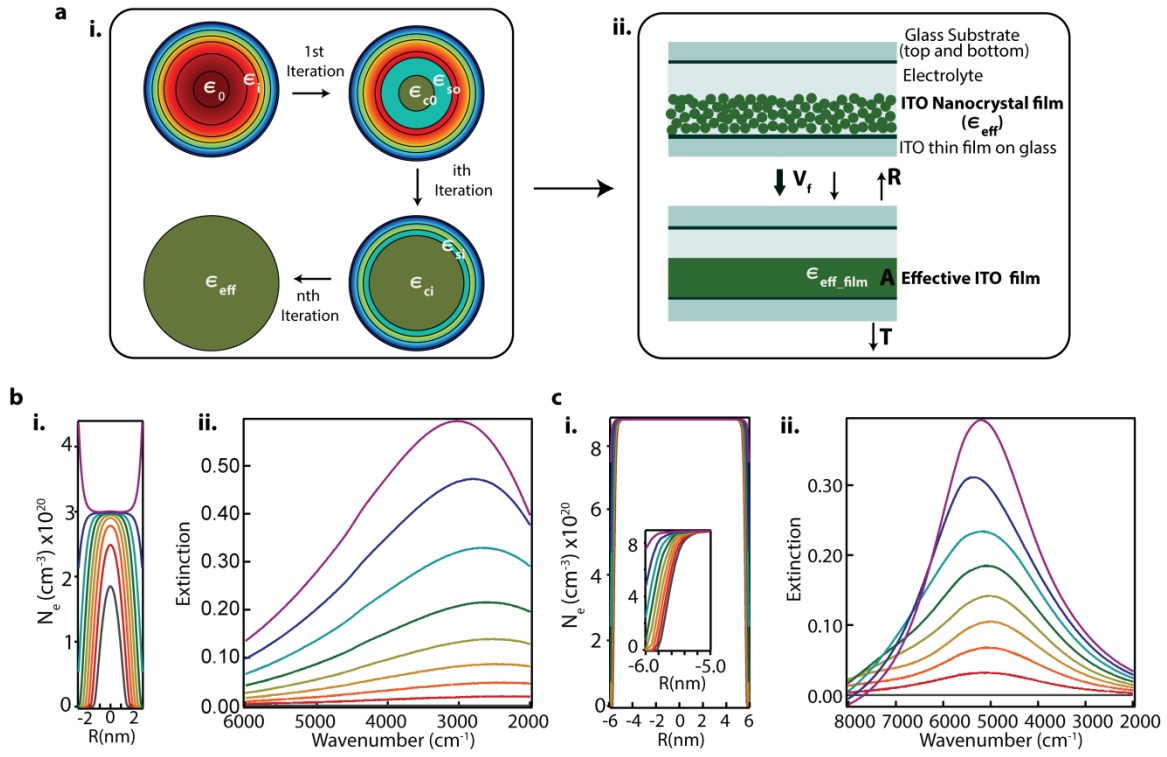 a
i.
ϵ0
ϵi
1st
Iteration
ϵc0
ϵso
ith
Iteration
ϵci
ϵsi
nth
Iteration
ϵeff
ii.
Glass Substrate
(top and bottom)
Electrolyte
ITO Nanocrystal film
(ϵeff)
ITO thin film on glass
Vf
R
ϵeff_film
A
Effective ITO film
T
b
i.
4
3
2
1
0
Ne (cm-3) x10^20
-2
0
2
R(nm)
ii.
Extinction
0.50
0.40
0.30
0.20
0.10
0.00
6000
5000
4000
3000
2000
Wavenumber (cm-1)
c
i.
8
6
4
2
0
Ne (cm-3) x10^20
8
4
0
-6.0
-5.0
R(nm)
-6
-4
-2
0
2
4
6
R(nm)
ii.
Extinction
0.30
0.20
0.10
0.00
8000
7000
6000
5000
4000
3000
2000
Wavenumber (cm-1)